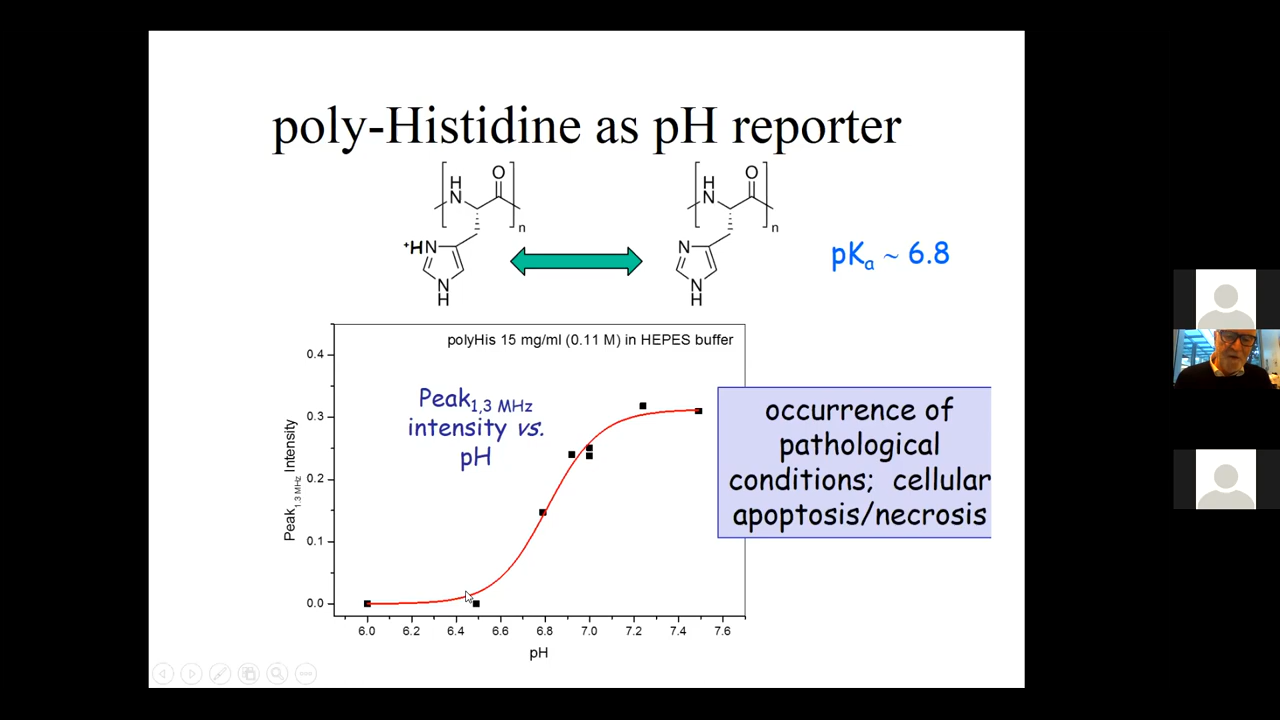 poly-Histidine as pH reporter
H
N
O
n
+HN
N
H
H
N
O
n
N
N
H
pKa ~ 6.8
polyHis 15 mg/ml (0.11 M) in HEPES buffer
Peak1,3 MHz
intensity vs.
pH
Peak1.3 MHz Intensity
0.4
0.3
0.2
0.1
0.0
6.0 6.2 6.4 6.6 6.8 7.0 7.2 7.4 7.6
pH
occurrence of
pathological
conditions; cellular
apoptosis/necrosis